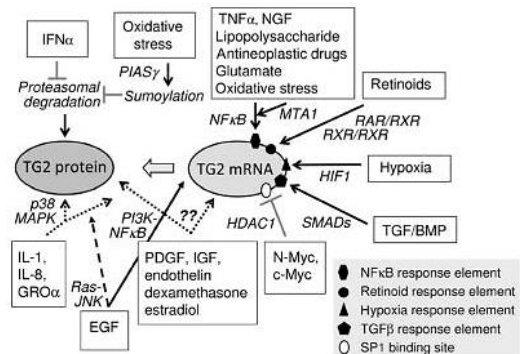 IFNα
Oxidative
stress
TNFα, NGF
Lipopolysaccharide
Antineoplastic drugs
Glutamate
Oxidative stress
Retinoids
PIASγ
Proteasomal
degradation
Sumoylation
NFκB
MTA1
RAR/RXR
RXR/RXR
TG2 protein
TG2 mRNA
HIF1
Hypoxia
p38
MAPK
PI3K-
NFκB
??
HDAC1
SMADs
TGF/BMP
IL-1,
IL-8,
GROα
Ras-
JNK
EGF
PDGF, IGF,
endothelin
dexamethasone
estradiol
N-Myc,
c-Myc
NFκB response element
Retinoid response element
Hypoxia response element
TGFβ response element
SP1 binding site